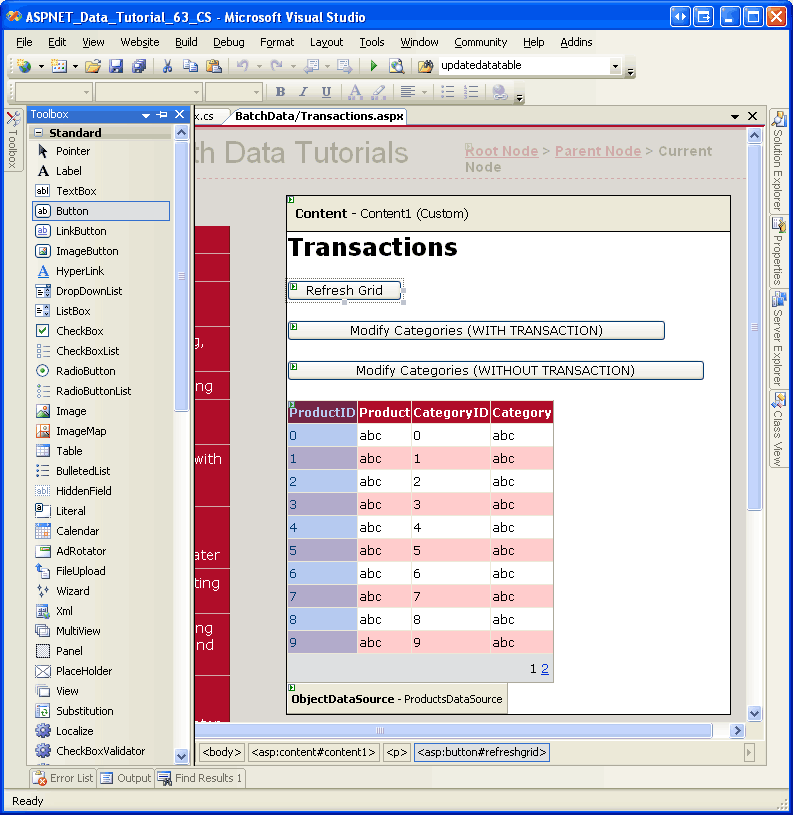 ASPNET_Data_Tutorial_63_CS - Microsoft Visual Studio
File Edit View Website Build Debug Format Layout Tools Window Community Help Addins
updatedatatable
B I U A
Toolbox
Toolbox
Standard
Pointer
A Label
abl TextBox
ab Button
ab LinkButton
ImageButton
A HyperLink
DropDownList
ListBox
CheckBox
CheckBoxList
RadioButton
RadioButtonList
Image
ImageMap
Table
BulletedList
abl HiddenField
Literal
Calendar
AdRotator
FileUpload
Wizard
Xml
MultiView
Panel
PlaceHolder
View
Substitution
Localize
CheckBoxValidator
x.cs BatchData/Transactions.aspx
th Data Tutorials
Root Node > Parent Node > Current Node
g,
ng
with
ater
ting
ng
nd
Content - Content1 (Custom)
Transactions
Refresh Grid
Modify Categories (WITH TRANSACTION)
Modify Categories (WITHOUT TRANSACTION)
ProductID Product CategoryID Category
0 abc 0 abc
1 abc 1 abc
2 abc 2 abc
3 abc 3 abc
4 abc 4 abc
5 abc 5 abc
6 abc 6 abc
7 abc 7 abc
8 abc 8 abc
9 abc 9 abc
1 2
ObjectDataSource - ProductsDataSource
Solution Explorer
Properties
Server Explorer
Class View
<body> <asp:content#content1> <p> <asp:button#refreshgrid>
Error List Output Find Results 1
Ready